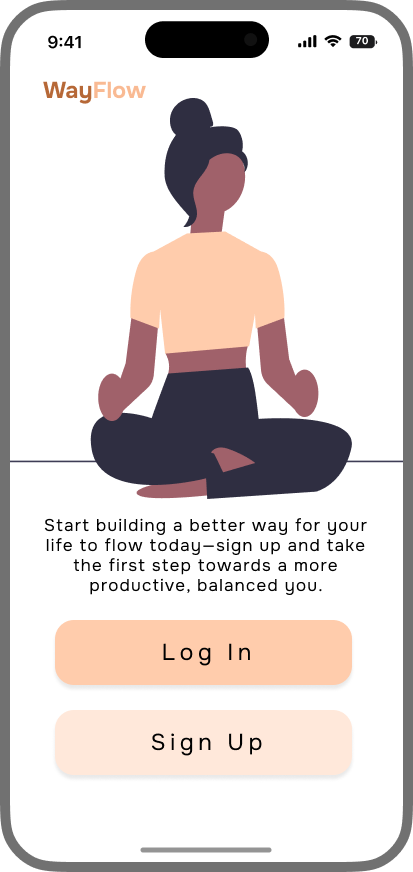 9:41
70
WayFlow
Start building a better way for your
life to flow today—sign up and take
the first step towards a more
productive, balanced you.
Log In
Sign Up